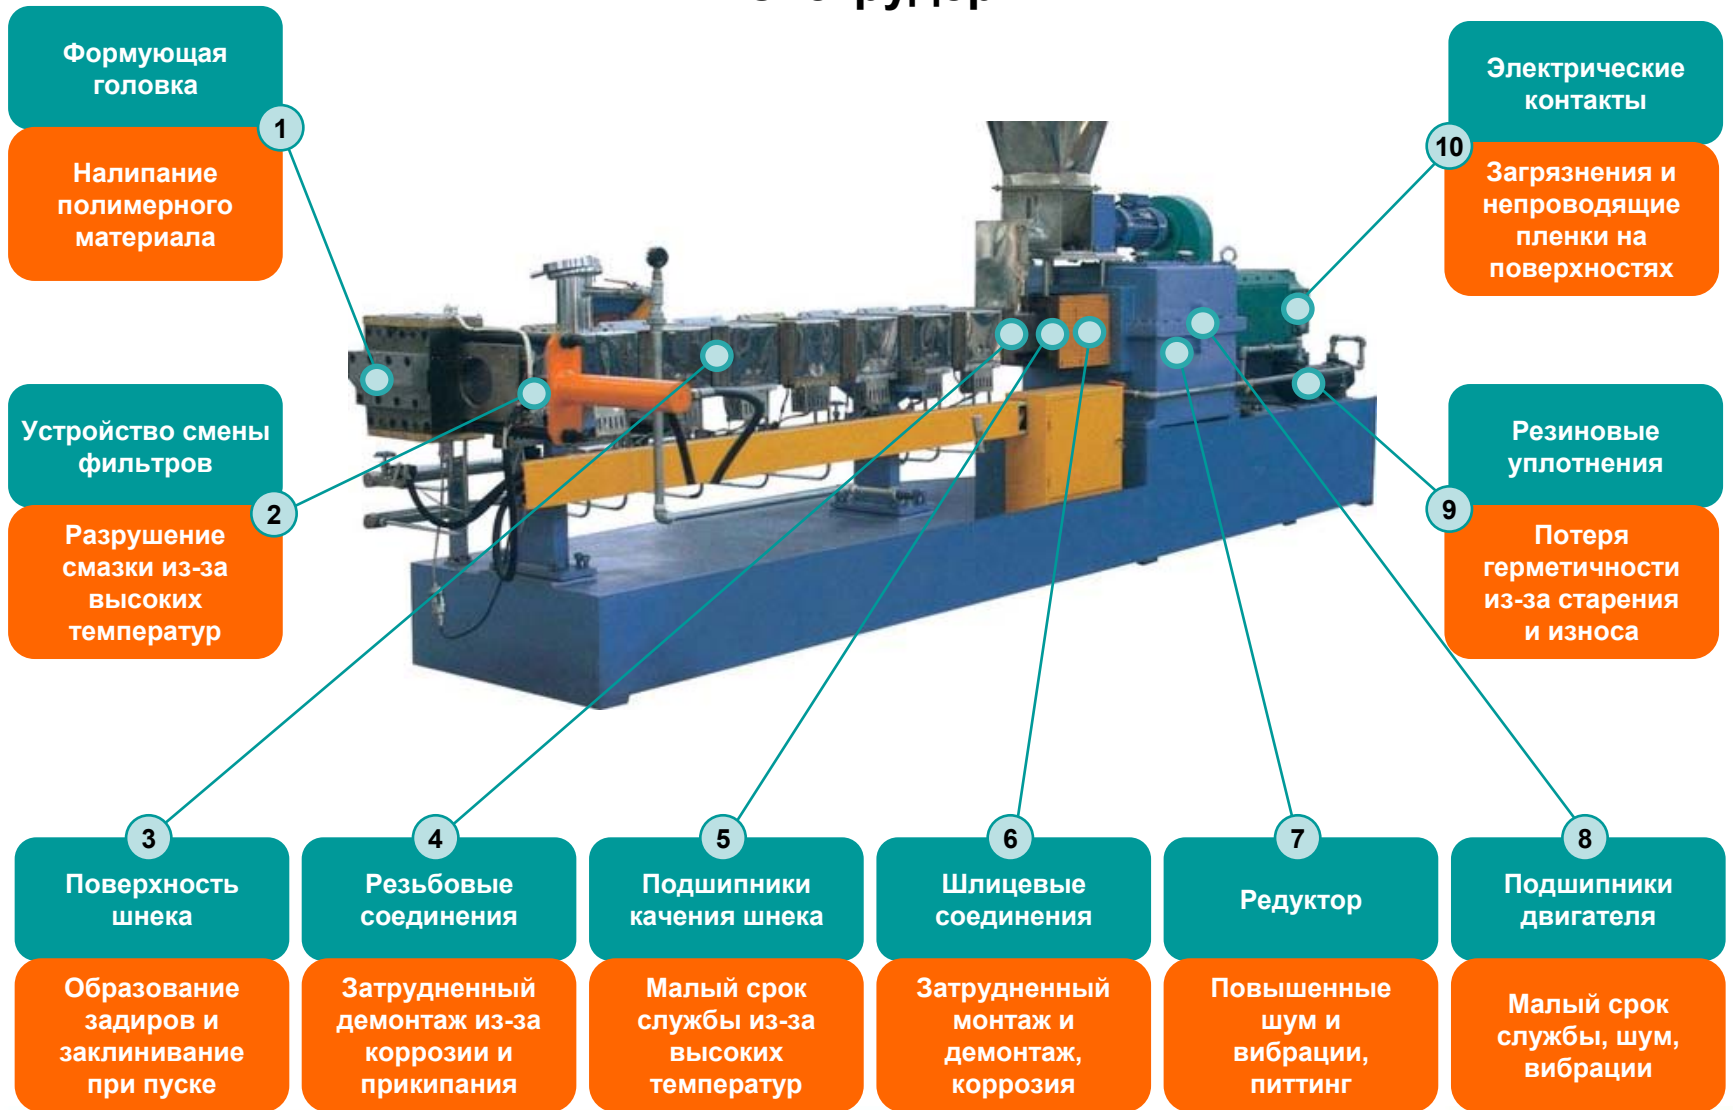 Формующая
головка
1
Налипание
полимерного
материала
Устройство смены
фильтров
2
Разрушение
смазки из-за
высоких
температур
Электрические
контакты
10
Загрязнения и
непроводящие
пленки на
поверхностях
Резиновые
уплотнения
9
Потеря
герметичности
из-за старения
и износа
3
Поверхность
шнека
Образование
задиров и
заклинивание
при пуске
4
Резьбовые
соединения
Затрудненный
демонтаж из-за
коррозии и
прикипания
5
Подшипники
качения шнека
Малый срок
службы из-за
высоких
температур
6
Шлицевые
соединения
Затрудненный
монтаж и
демонтаж,
коррозия
7
Редуктор
Повышенные
шум и
вибрации,
питтинг
8
Подшипники
двигателя
Малый срок
службы, шум,
вибрации